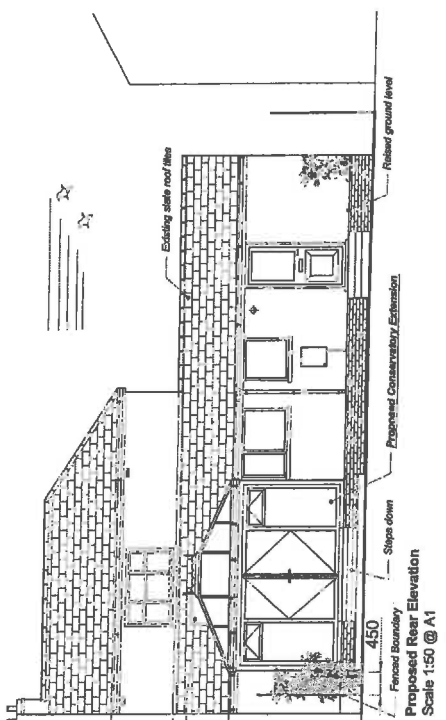 Existing slate roof tiles
Raised ground level
Proposed Conservatory Extension
Steps down
450
Fenced Boundary
Proposed Rear Elevation
Scale 1:50 @ A1